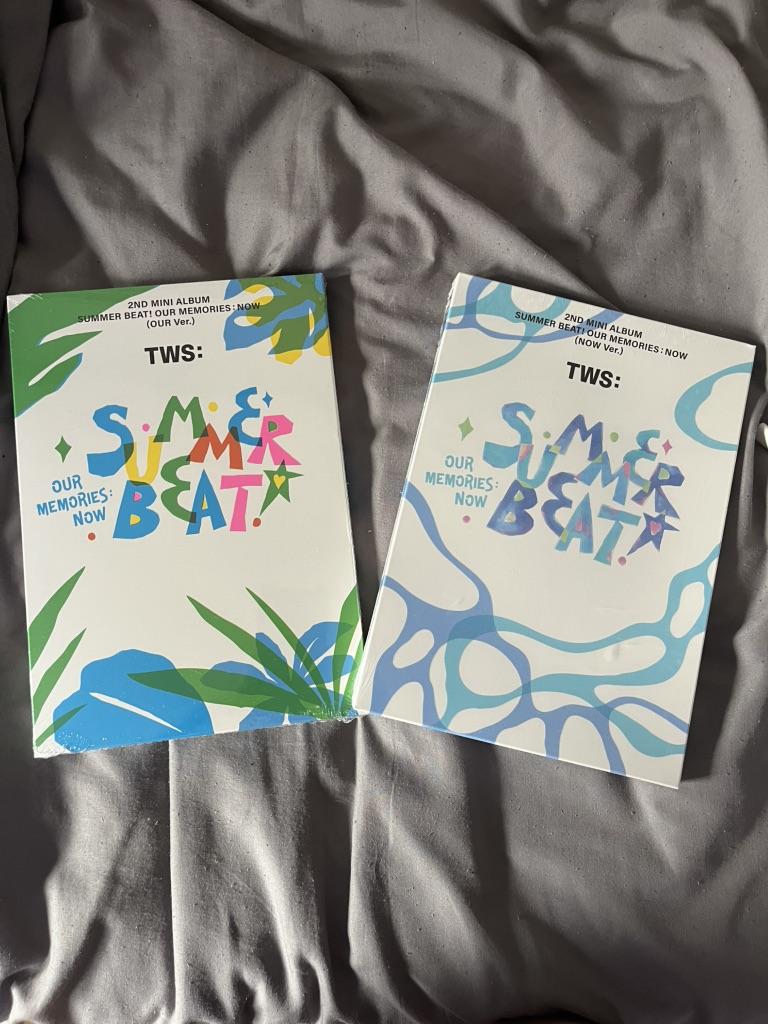 2ND MINI ALBUM
SUMMER BEAT! OUR MEMORIES : NOW
(OUR Ver.)
TWS:
SUMMER
BEAT!
OUR
MEMORIES:
NOW
2ND MINI ALBUM
SUMMER BEAT! OUR MEMORIES : NOW
(NOW Ver.)
TWS:
SUMMER
BEAT!
OUR
MEMORIES:
NOW